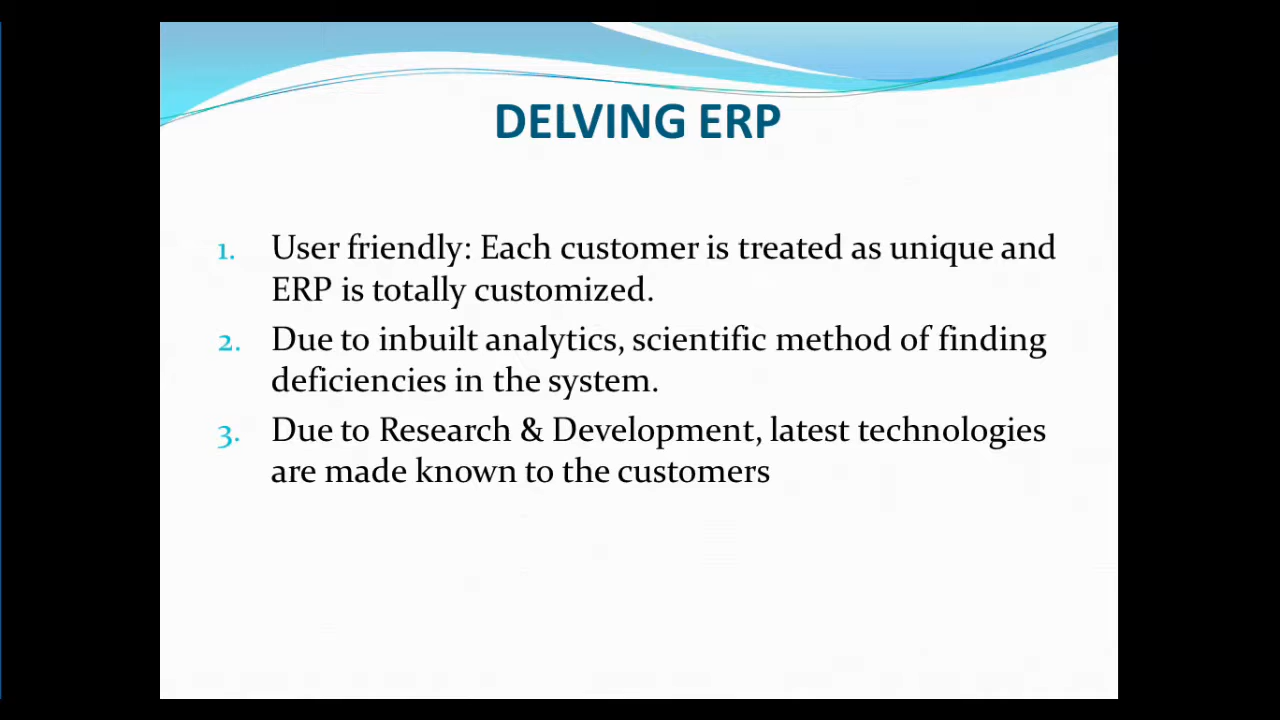 DELVING ERP
1. User friendly: Each customer is treated as unique and
ERP is totally customized.
2. Due to inbuilt analytics, scientific method of finding
deficiencies in the system.
3. Due to Research & Development, latest technologies
are made known to the customers